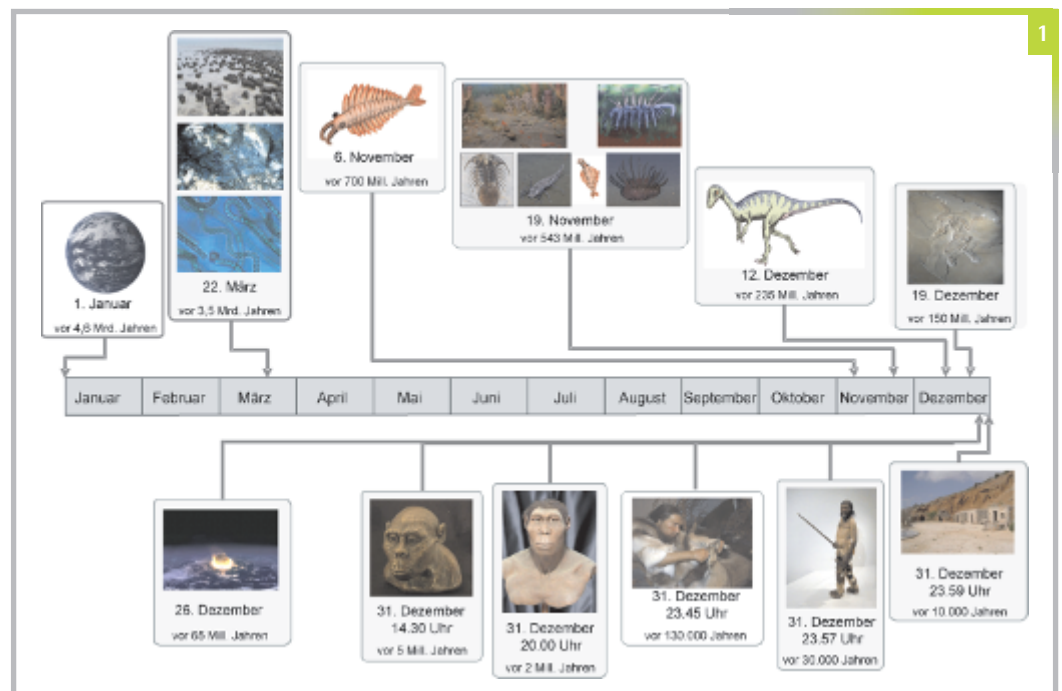 1
1. Januar
vor 4,6 Mrd. Jahren
22. März
vor 3,5 Mrd. Jahren
6. November
vor 700 Mill. Jahren
19. November
vor 543 Mill. Jahren
12. Dezember
vor 235 Mill. Jahren
19. Dezember
vor 150 Mill. Jahren
Januar Februar März April Mai Juni Juli August September Oktober November Dezember
26. Dezember
vor 65 Mill. Jahren
31. Dezember
14.30 Uhr
vor 5 Mill. Jahren
31. Dezember
20.00 Uhr
vor 2 Mill. Jahren
31. Dezember
23.45 Uhr
vor 130.000 Jahren
31. Dezember
23.57 Uhr
vor 30.000 Jahren
31. Dezember
23.59 Uhr
vor 10.000 Jahren